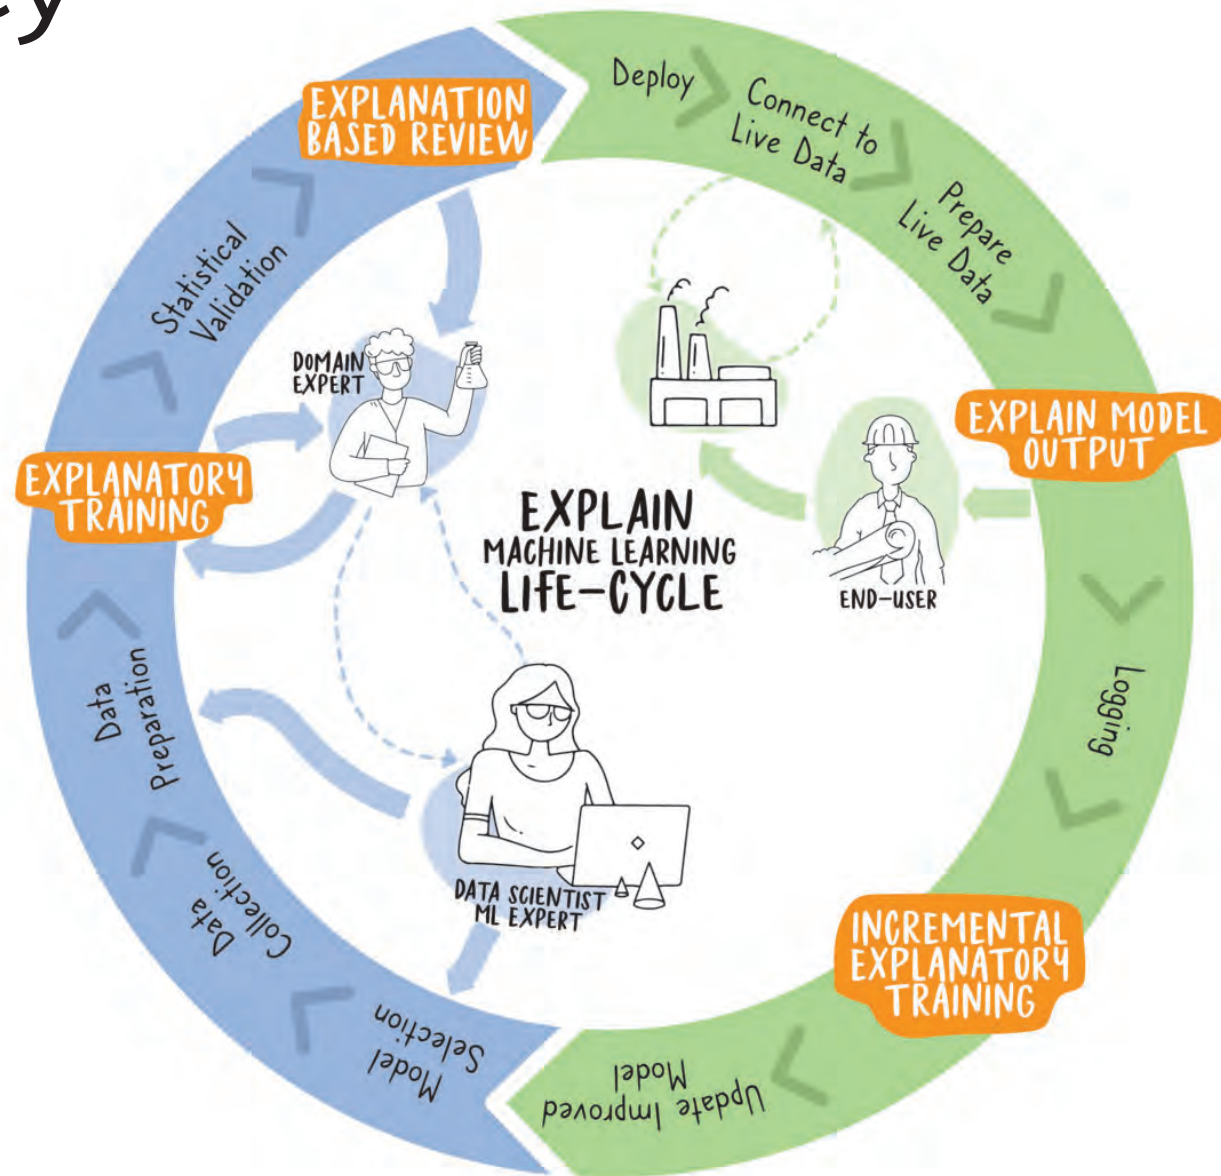 y
EXPLANATION
BASED REVIEW
Deploy
Connect to
Live Data
Prepare
Live Data
Statistical
Validation
DOMAIN
EXPERT
EXPLAIN MODEL
OUTPUT
EXPLANATORY
TRAINING
EXPLAIN
MACHINE LEARNING
LIFE-CYCLE
END-USER
Logging
Data
Preparation
DATA SCIENTIST
ML EXPERT
Data
Collection
INCREMENTAL
EXPLANATORY
TRAINING
Model
Selection
Update Improved
Model